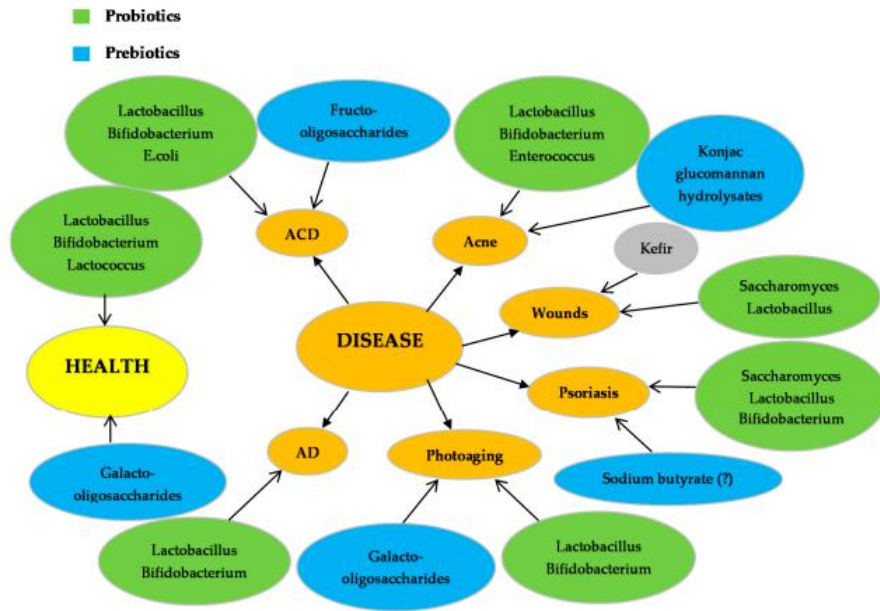 Probiotics
Prebiotics
Lactobacillus
Bifidobacterium
E.coli
Fructo-
oligosaccharides
Lactobacillus
Bifidobacterium
Enterococcus
Konjac
glucomannan
hydrolysates
Lactobacillus
Bifidobacterium
Lactococcus
ACD
Acne
Kefir
Saccharomyces
Lactobacillus
Wounds
DISEASE
HEALTH
Psoriasis
Saccharomyces
Lactobacillus
Bifidobacterium
AD
Photoaging
Galacto-
oligosaccharides
Sodium butyrate (?)
Lactobacillus
Bifidobacterium
Galacto-
oligosaccharides
Lactobacillus
Bifidobacterium